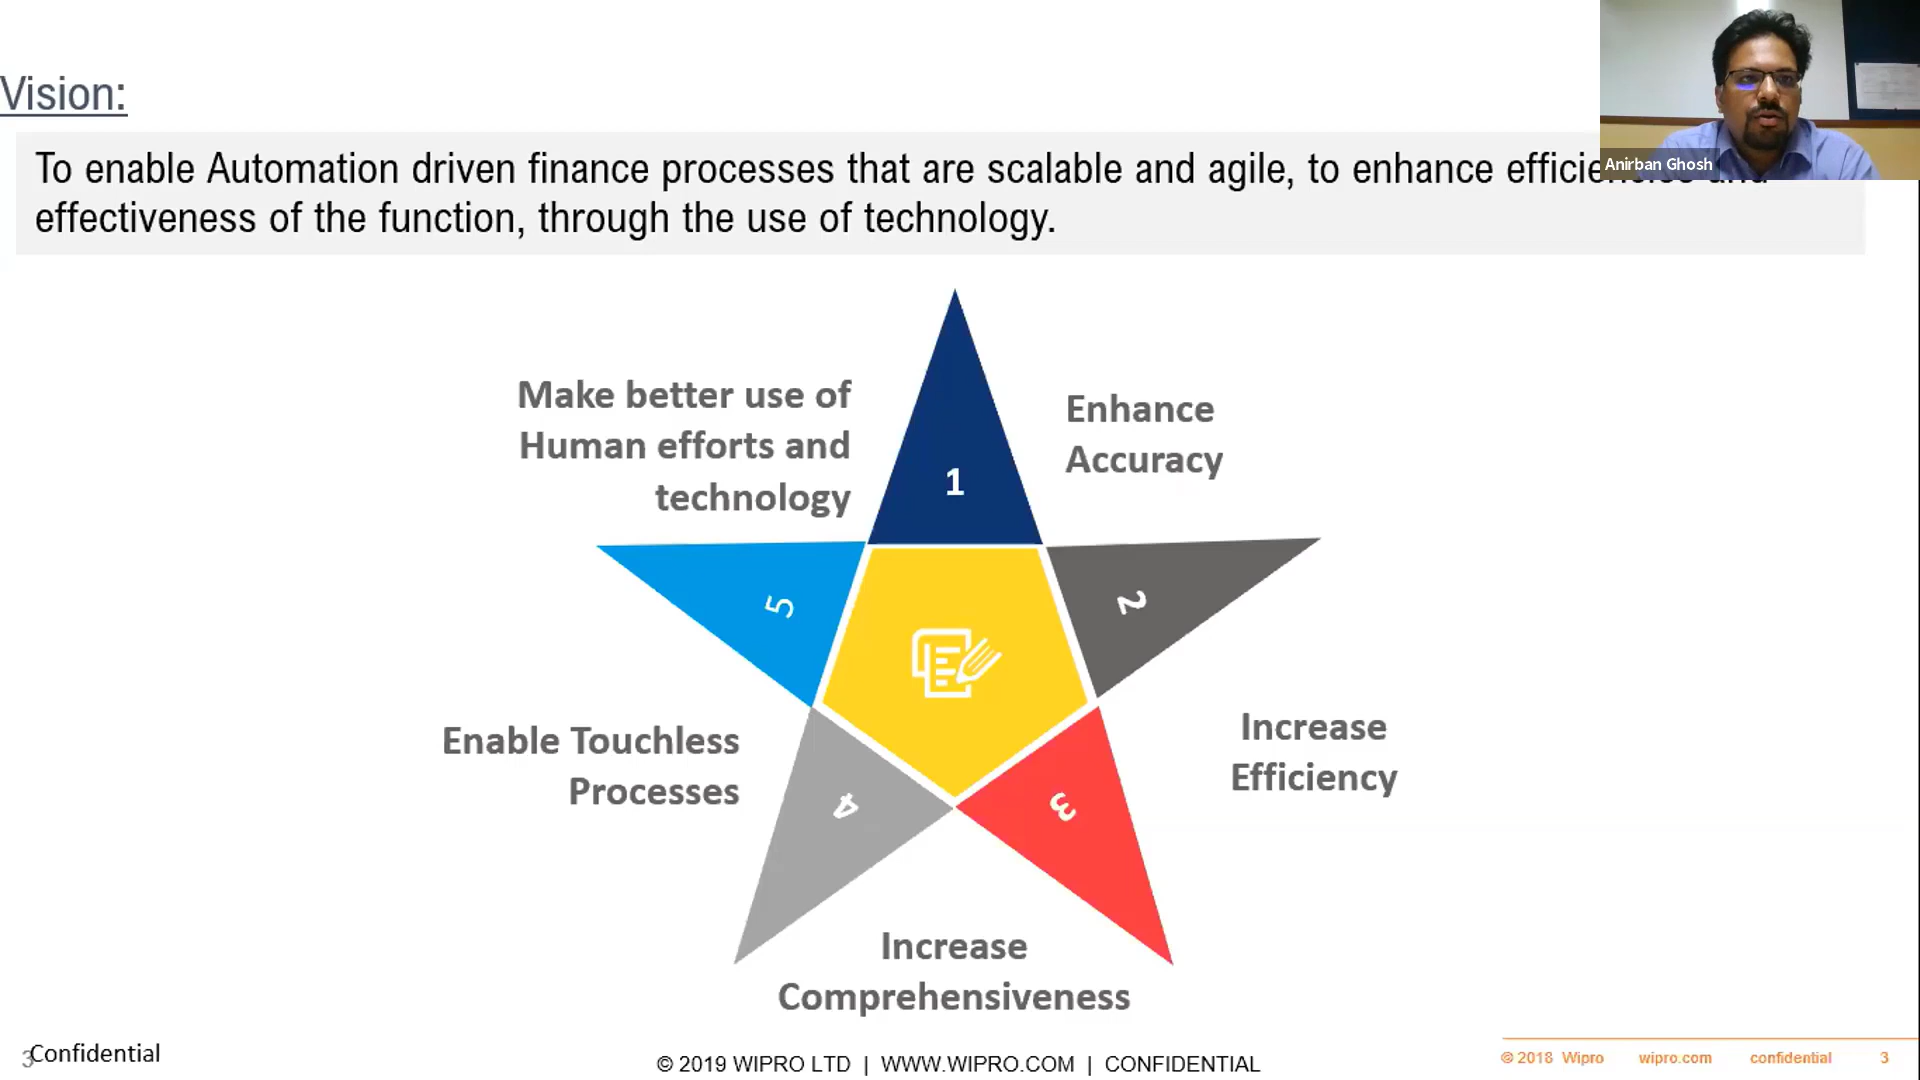 Vision:
Anirban Ghosh
To enable Automation driven finance processes that are scalable and agile, to enhance
effectiveness of the function, through the use of technology.
Make better use of
Human efforts and
technology
Enhance
Accuracy
1
5
2
Enable Touchless
Processes
Increase
Efficiency
4
3
Increase
Comprehensiveness
3
Confidential
© 2019 WIPRO LTD | WWW.WIPRO.COM | CONFIDENTIAL
© 2018 Wipro wipro.com confidential 3